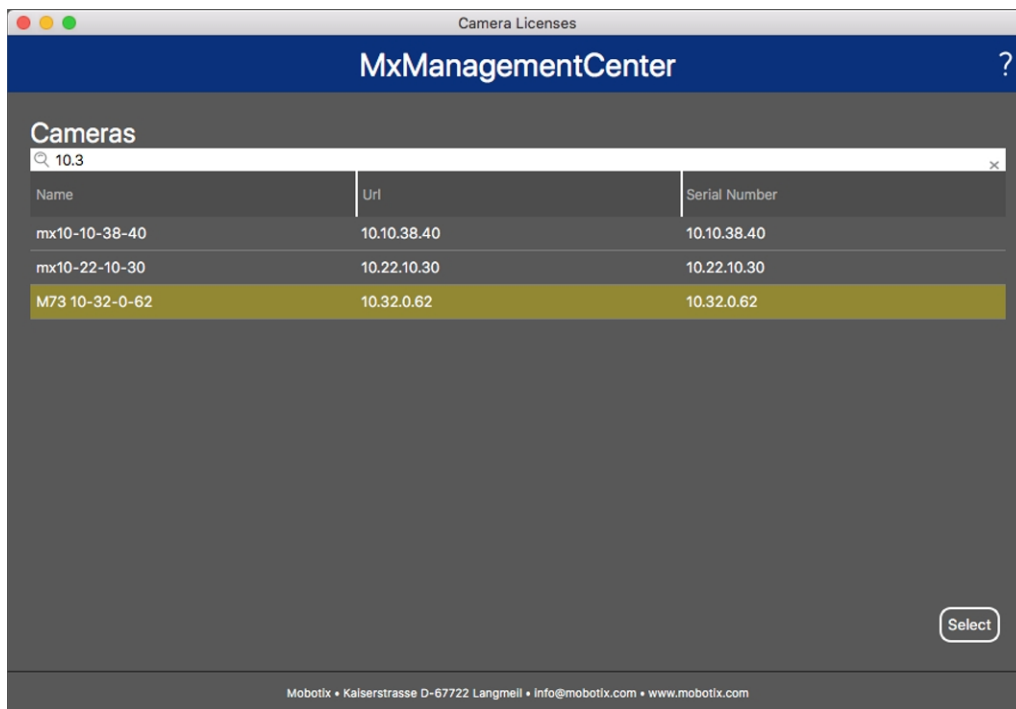 Camera Licenses
MxManagementCenter ?
Cameras
10.3 ×
Name Url Serial Number
mx10-10-38-40 10.10.38.40 10.10.38.40
mx10-22-10-30 10.22.10.30 10.22.10.30
M73 10-32-0-62 10.32.0.62 10.32.0.62
Select
Mobotix • Kaiserstrasse D-67722 Langmeil • info@mobotix.com • www.mobotix.com